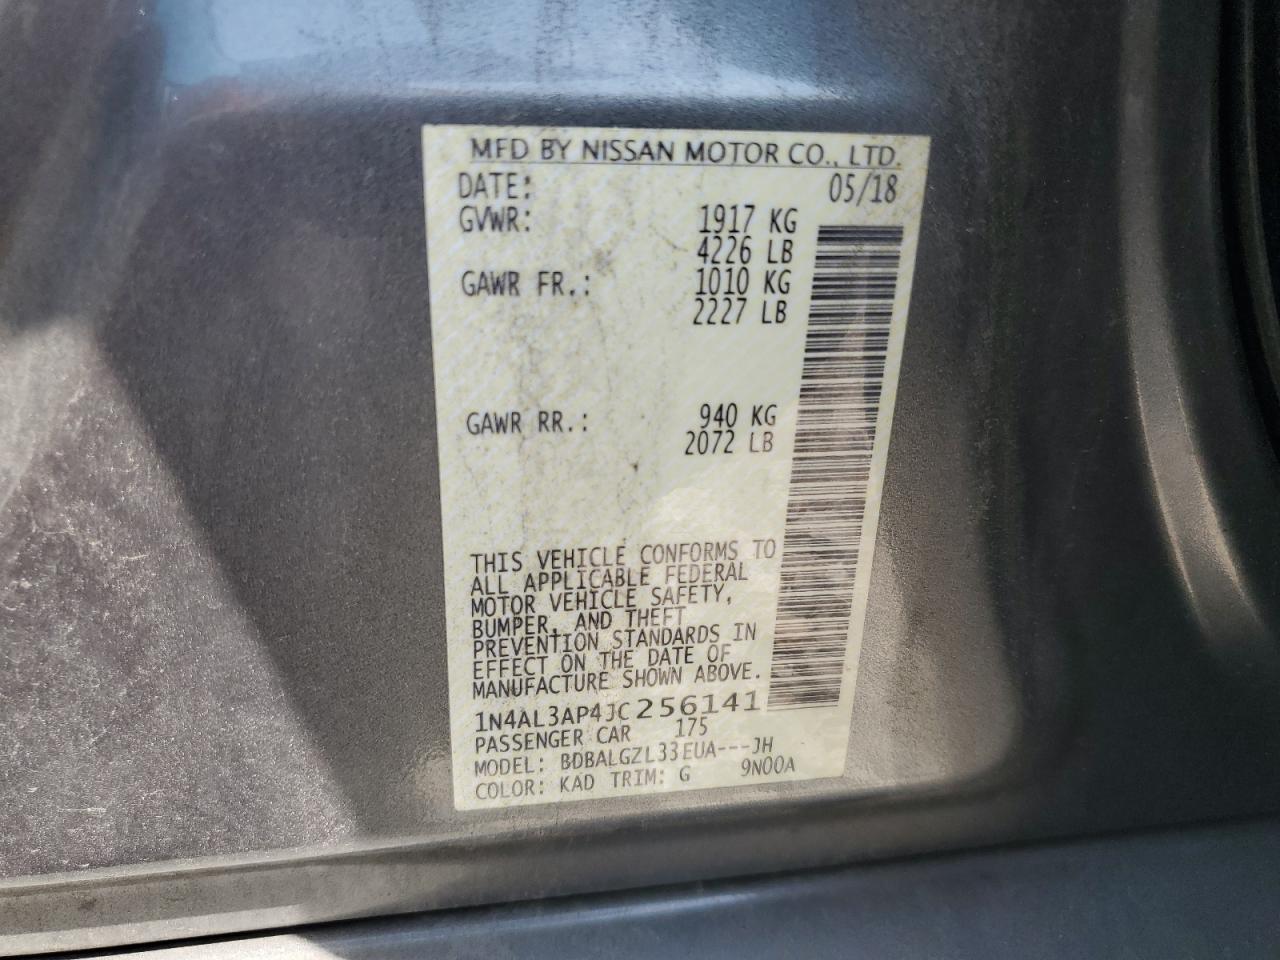 MFD BY NISSAN MOTOR CO., LTD.
DATE: 05/18
GVWR: 1917 KG
4226 LB
GAWR FR.: 1010 KG
2227 LB
GAWR RR.: 940 KG
2072 LB
THIS VEHICLE CONFORMS TO
ALL APPLICABLE FEDERAL
MOTOR VEHICLE SAFETY,
BUMPER, AND THEFT
PREVENTION STANDARDS IN
EFFECT ON THE DATE OF
MANUFACTURE SHOWN ABOVE.
1N4AL3AP4JC256141
PASSENGER CAR 175
MODEL: BDBALGZL33EUA---JH
COLOR: KAD TRIM: G 9N00A